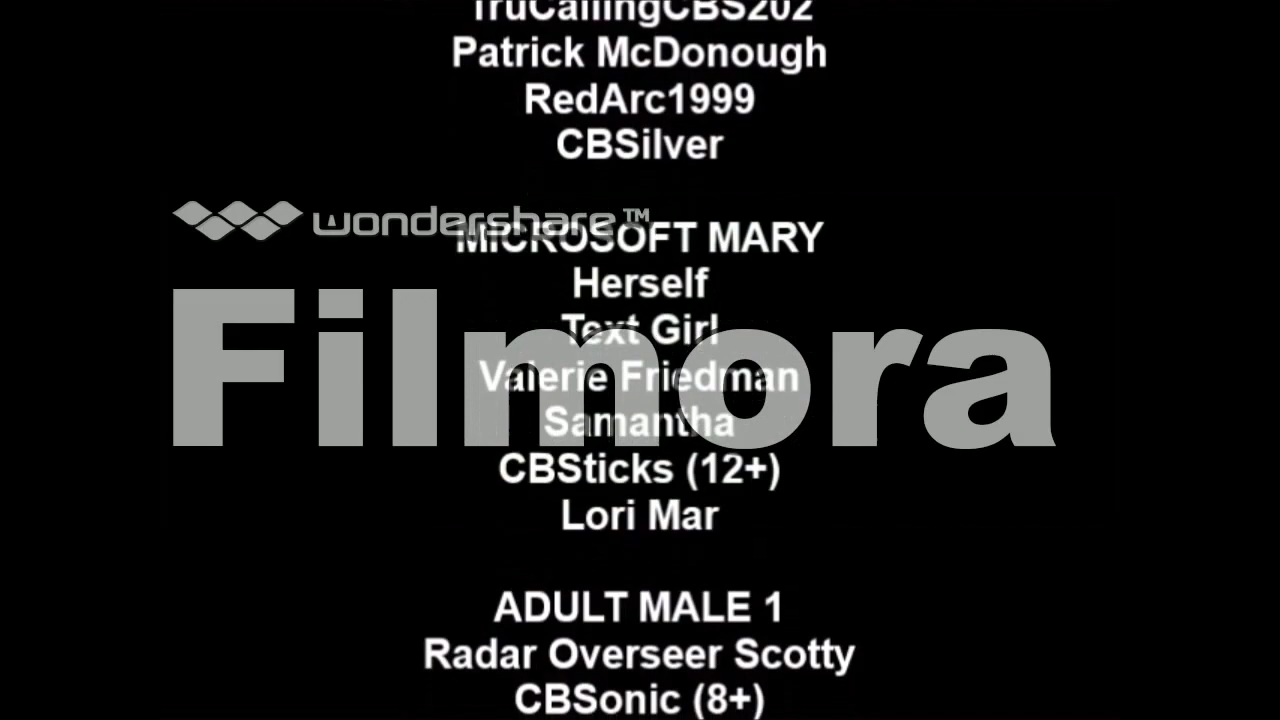 TruCallingCBS202
Patrick McDonough
RedArc1999
CBSilver
wondershare™
MICROSOFT MARY
Herself
Filmora
Text Girl
Valerie Friedman
Samantha
CBSticks (12+)
Lori Mar
ADULT MALE 1
Radar Overseer Scotty
CBSonic (8+)